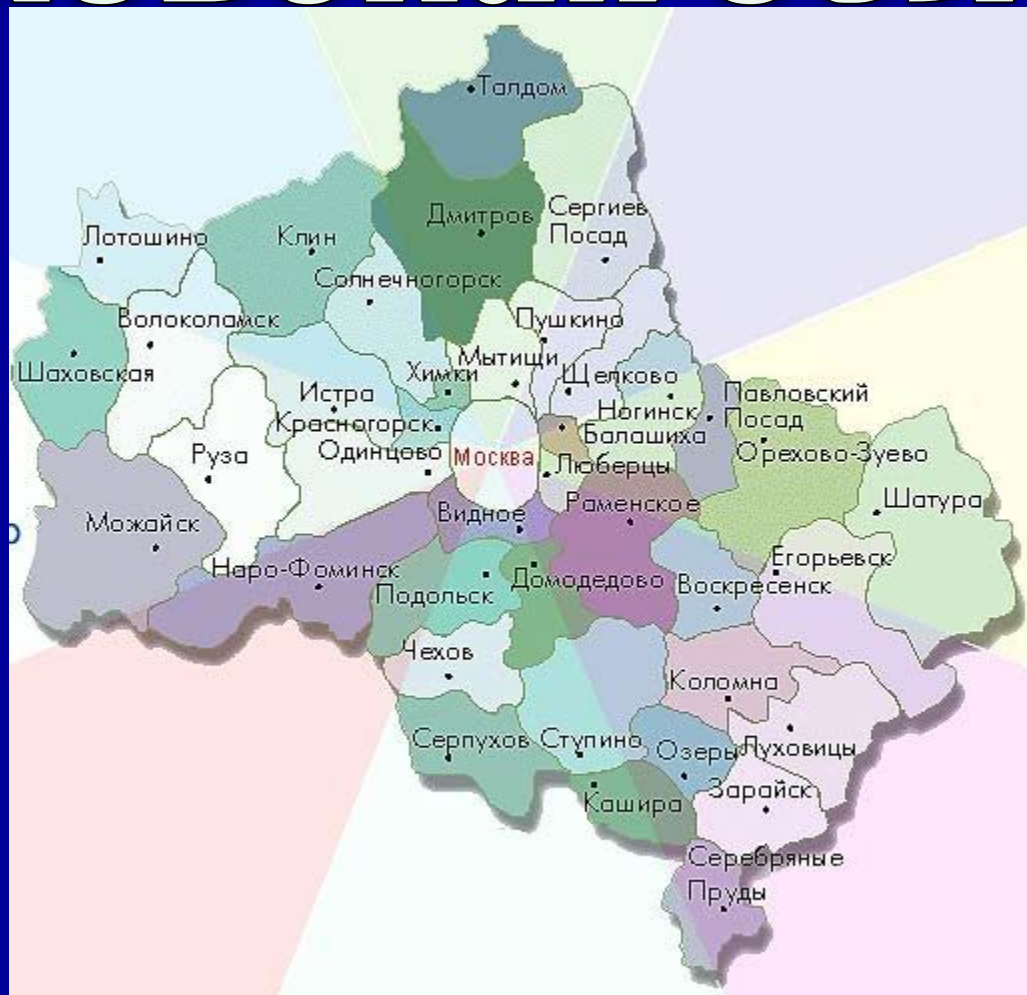 Талдом
Дмитров
Сергиев
Посад
Лотошино
Клин
Солнечногорск
Волоколамск
Пушкино
Шаховская
Мытищи
Химки
Щелково
Истра
Павловский
Посад
Ногинск
Красногорск
Балашиха
Одинцово
Москва
Руза
Люберцы
Орехово-Зуево
Шатура
Раменское
Видное
Можайск
Егорьевск
Наро-Фоминск
Домодедово
Воскресенск
Подольск
Чехов
Коломна
Серпухов
Ступино
Озеры
Луховицы
Зарайск
Кашира
Серебряные
Пруды